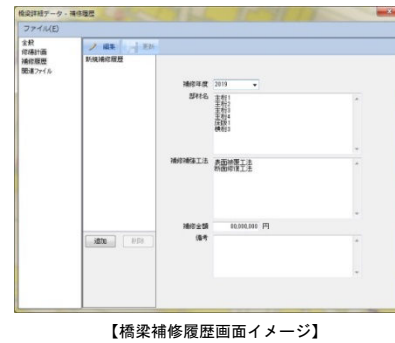 橋梁詳細データ - 補修履歴
ファイル(E)
全般
修繕計画
補修履歴
関連ファイル
編集 更新
新規補修履歴
補修年度 2019
部材名 主桁1
主桁2
主桁3
主桁4
床版1
横桁3
補修補強工法 表面被覆工法
断面修復工法
補修金額 80,000,000 円
備考
追加 削除
【橋梁補修履歴画面イメージ】